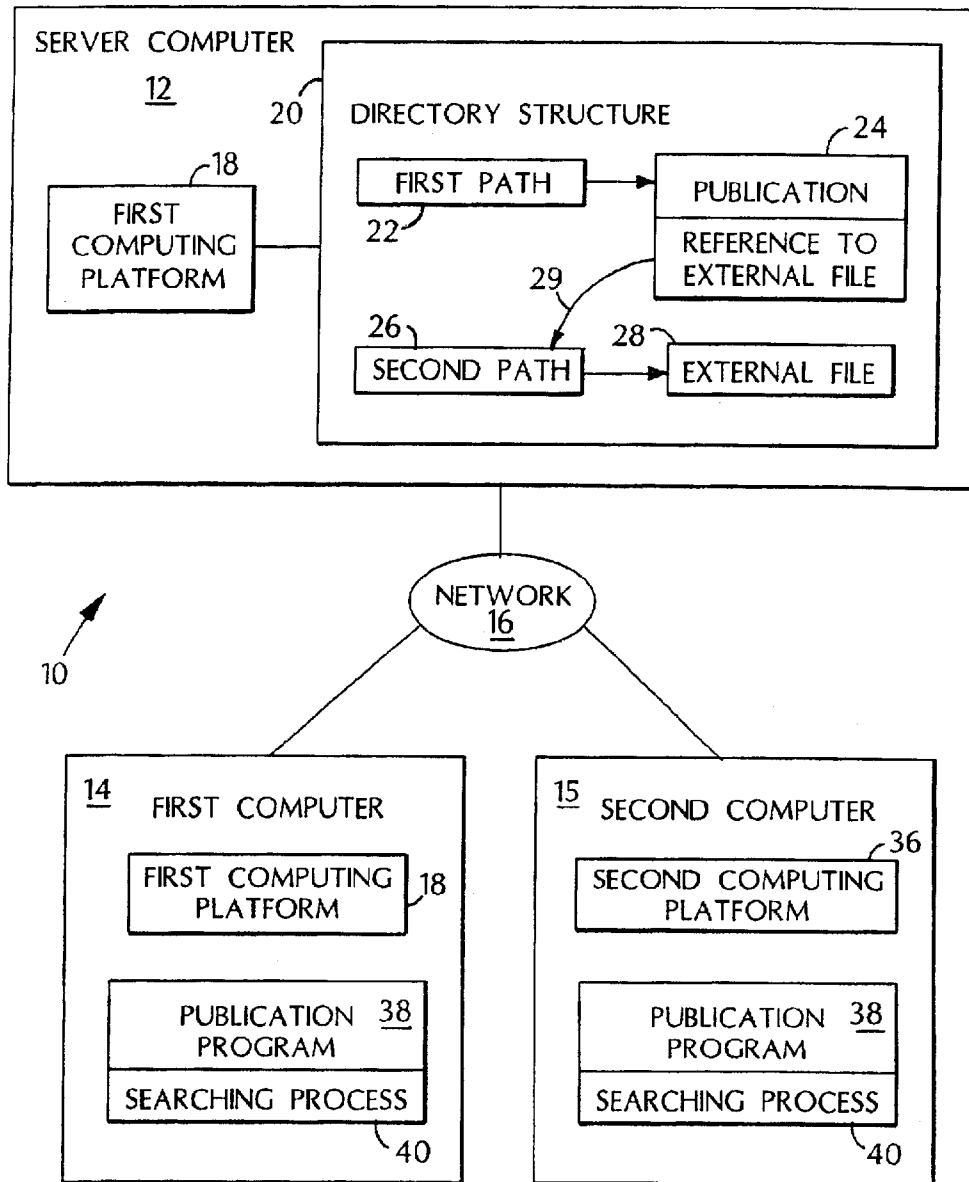 SERVER COMPUTER
12
20
DIRECTORY STRUCTURE
18
FIRST
COMPUTING
PLATFORM
FIRST PATH
22
24
PUBLICATION
REFERENCE TO
EXTERNAL FILE
29
26
SECOND PATH
28
EXTERNAL FILE
NETWORK
16
10
14
FIRST COMPUTER
FIRST COMPUTING
PLATFORM
18
PUBLICATION
PROGRAM
38
SEARCHING PROCESS
40
15
SECOND COMPUTER
36
SECOND COMPUTING
PLATFORM
PUBLICATION
PROGRAM
38
SEARCHING PROCESS
40